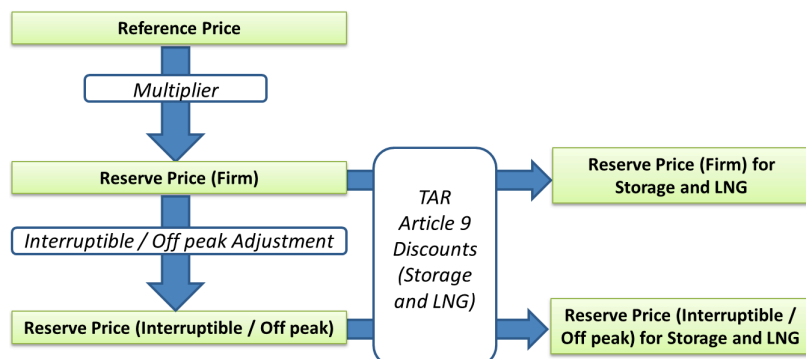 Reference Price
Multiplier
Reserve Price (Firm)
Interruptible / Off peak Adjustment
Reserve Price (Interruptible / Off peak)
TAR
Article 9
Discounts
(Storage
and LNG)
Reserve Price (Firm) for
Storage and LNG
Reserve Price (Interruptible /
Off peak) for Storage and LNG